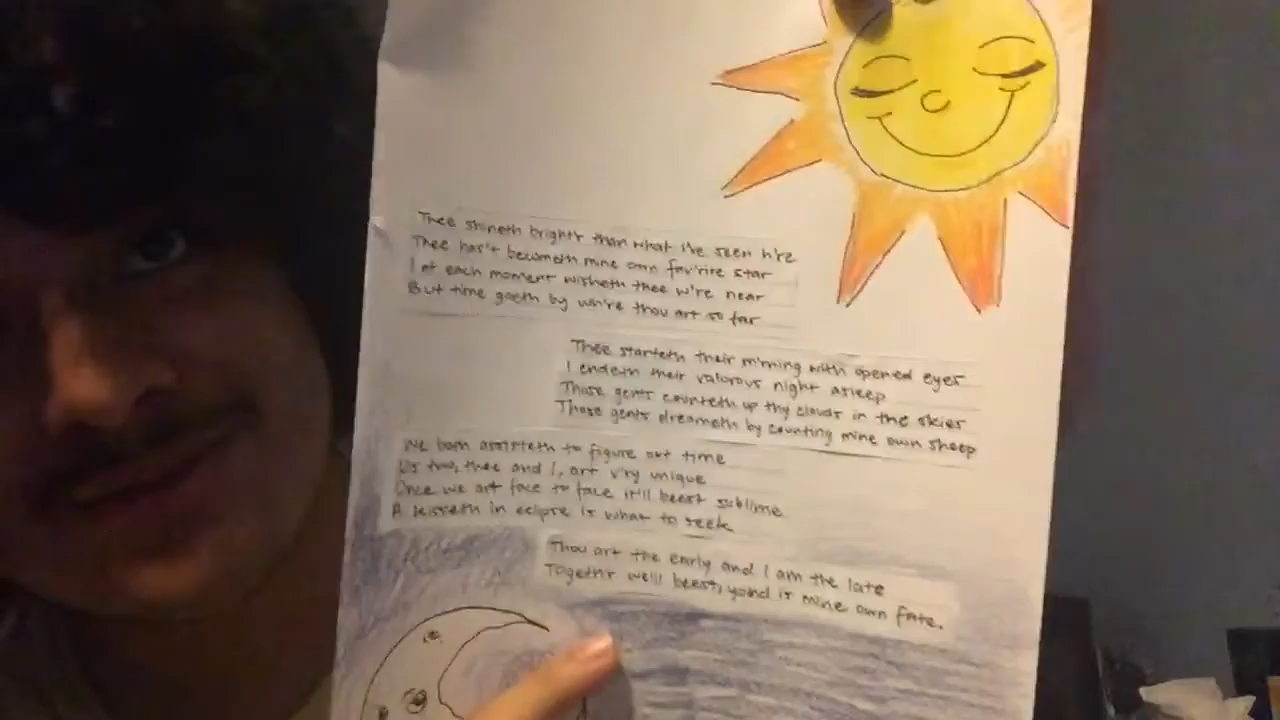 Thee shineth bright'r than what I've seen h're
Thee has't becometh mine own fav'rite star
I at each moment wisheth thee w're near
But time goeth by wh're thou art so far
Thee starteth their m'rning with opened eyes
I endeth their valorous night asleep
Those gents counteth up thy clouds in the skies
Those gents dreameth by counting mine own sheep
We both assisteth to figure out time
Us two, thee and I, art v'ry unique
Once we art face to face it'll beest sublime
A kisseth in eclipse is what to seek
Thou art the early and I am the late
Togeth'r we'll beest, yond is mine own fate.